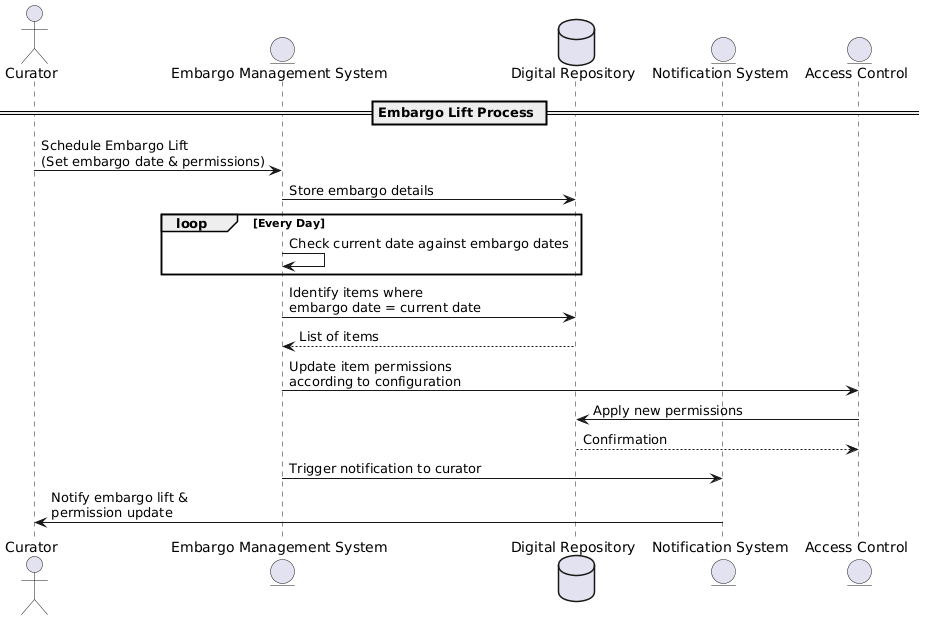 Curator
Embargo Management System
Digital Repository
Notification System
Access Control
Embargo Lift Process
Schedule Embargo Lift
(Set embargo date & permissions)
Store embargo details
loop
[Every Day]
Check current date against embargo dates
Identify items where
embargo date = current date
List of items
Update item permissions
according to configuration
Apply new permissions
Confirmation
Trigger notification to curator
Notify embargo lift &
permission update
Curator
Embargo Management System
Digital Repository
Notification System
Access Control